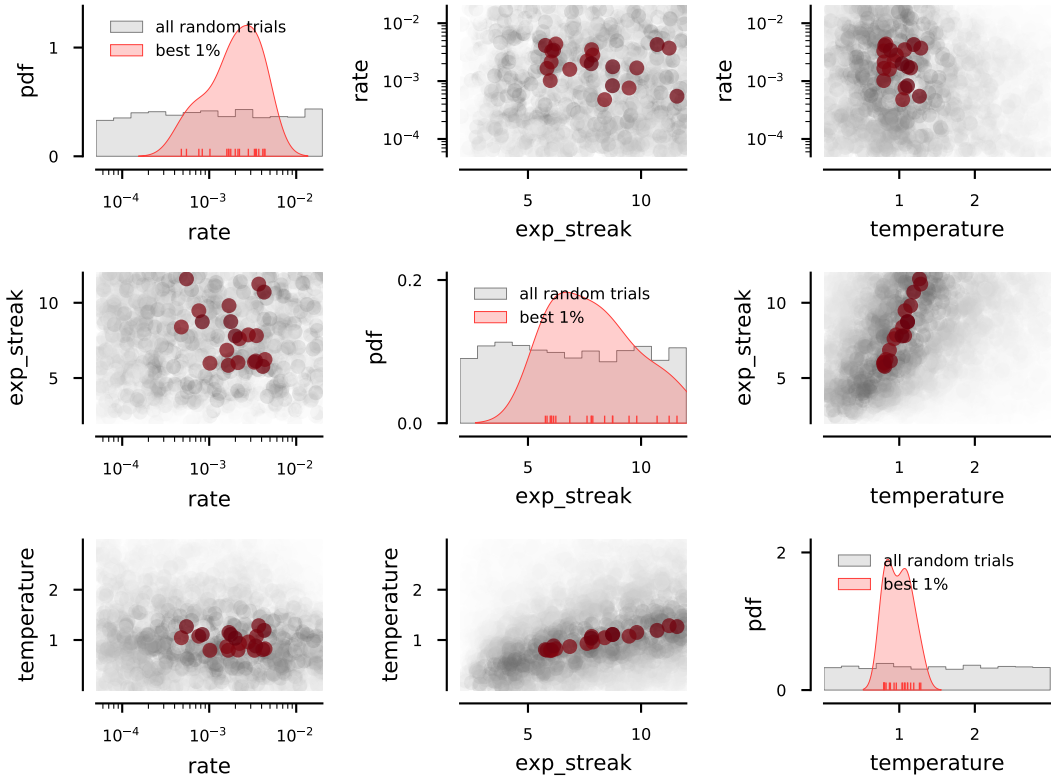 all random trials
best 1%
1
0
pdf
10⁻⁴
10⁻³
10⁻²
rate
10⁻²
10⁻³
10⁻⁴
rate
5
10
exp_streak
10⁻²
10⁻³
10⁻⁴
rate
1
2
temperature
10
5
exp_streak
10⁻⁴
10⁻³
10⁻²
rate
all random trials
best 1%
0.2
0.0
pdf
5
10
exp_streak
10
5
exp_streak
1
2
temperature
2
1
temperature
10⁻⁴
10⁻³
10⁻²
rate
2
1
temperature
5
10
exp_streak
all random trials
best 1%
2
0
pdf
1
2
temperature